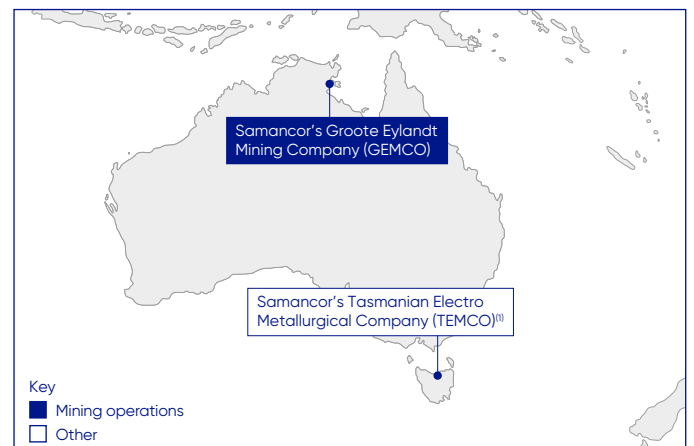 Samancor's Groote Eylandt
Mining Company (GEMCO)
Samancor's Tasmanian Electro
Metallurgical Company (TEMCO)⁽¹⁾
Key
Mining operations
Other